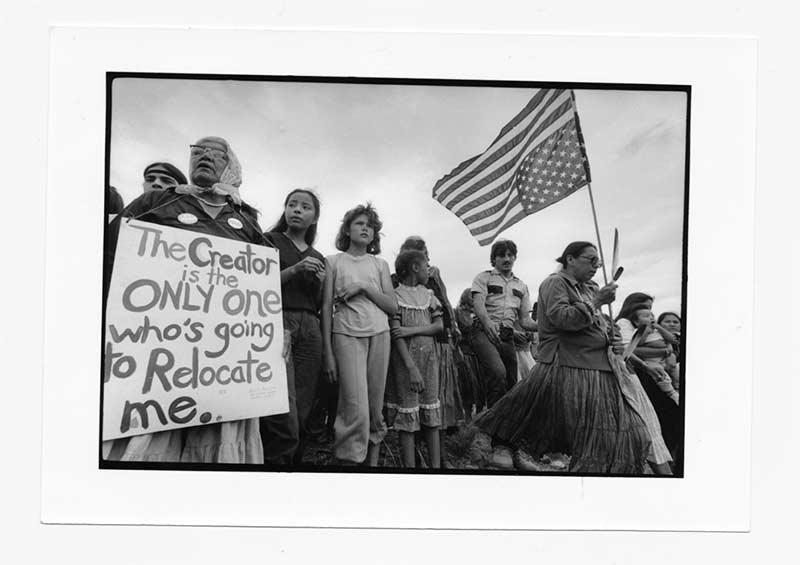 The Creator
is the
ONLY ONE
who's going
to Relocate
me..